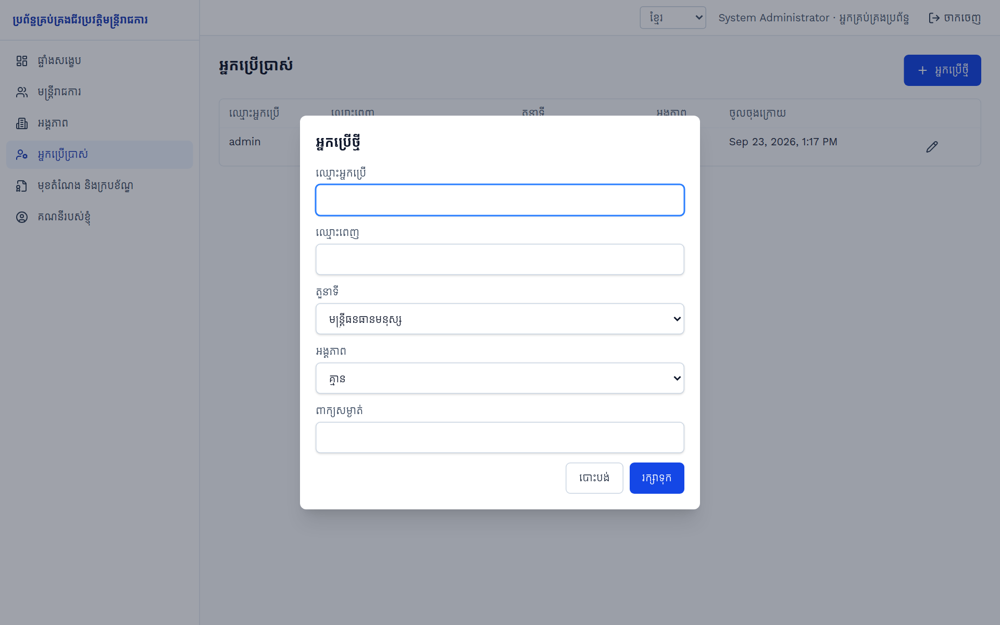 ប្រព័ន្ធគ្រប់គ្រងជីវប្រវត្តិមន្ត្រីរាជការ
ខ្មែរ
System Administrator · អ្នកគ្រប់គ្រងប្រព័ន្ធ
ចាកចេញ
ផ្ទាំងសង្ខេប
មន្ត្រីរាជការ
អង្គភាព
អ្នកប្រើប្រាស់
មុខតំណែង និងក្របខ័ណ្ឌ
គណនីរបស់ខ្ញុំ
អ្នកប្រើប្រាស់
អ្នកប្រើថ្មី
ឈ្មោះអ្នកប្រើ ឈ្មោះពេញ តួនាទី អង្គភាព ចូលចុងក្រោយ
admin Sep 23, 2026, 1:17 PM
អ្នកប្រើថ្មី
ឈ្មោះអ្នកប្រើ
ឈ្មោះពេញ
តួនាទី
មន្ត្រីធនធានមនុស្ស
អង្គភាព
គ្មាន
ពាក្យសម្ងាត់
បោះបង់
រក្សាទុក